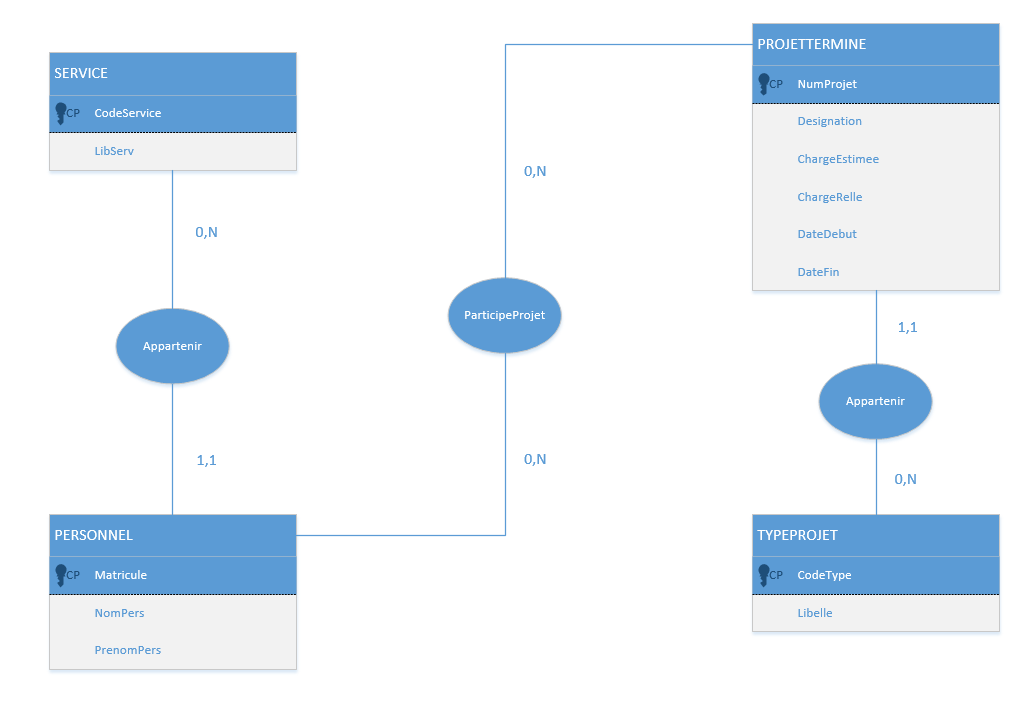 SERVICE
CP CodeService
LibServ
0,N
Appartenir
1,1
PERSONNEL
CP Matricule
NomPers
PrenomPers
0,N
ParticipeProjet
0,N
PROJETTERMINE
CP NumProjet
Designation
ChargeEstimee
ChargeRelle
DateDebut
DateFin
1,1
Appartenir
0,N
TYPEPROJET
CP CodeType
Libelle